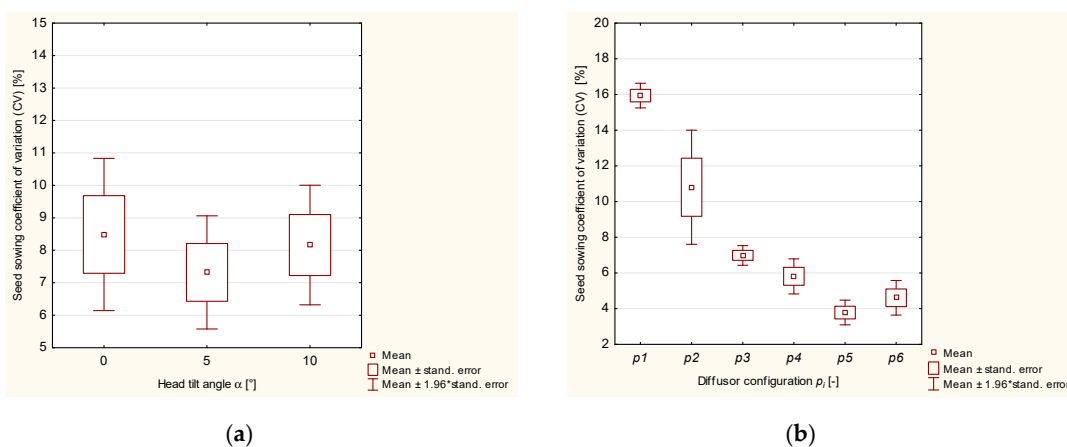 15
14
13
12
11
10
9
8
7
6
5
Seed sowing coefficient of variation (CV) [%]
0 5 10
Head tilt angle α [°]
Mean
Mean ± stand. error
Mean ± 1.96*stand. error
(a)
20
18
16
14
12
10
8
6
4
2
Seed sowing coefficient of variation (CV) [%]
p1 p2 p3 p4 p5 p6
Diffusor configuration pi [-]
Mean
Mean ± stand. error
Mean ± 1.96*stand. error
(b)